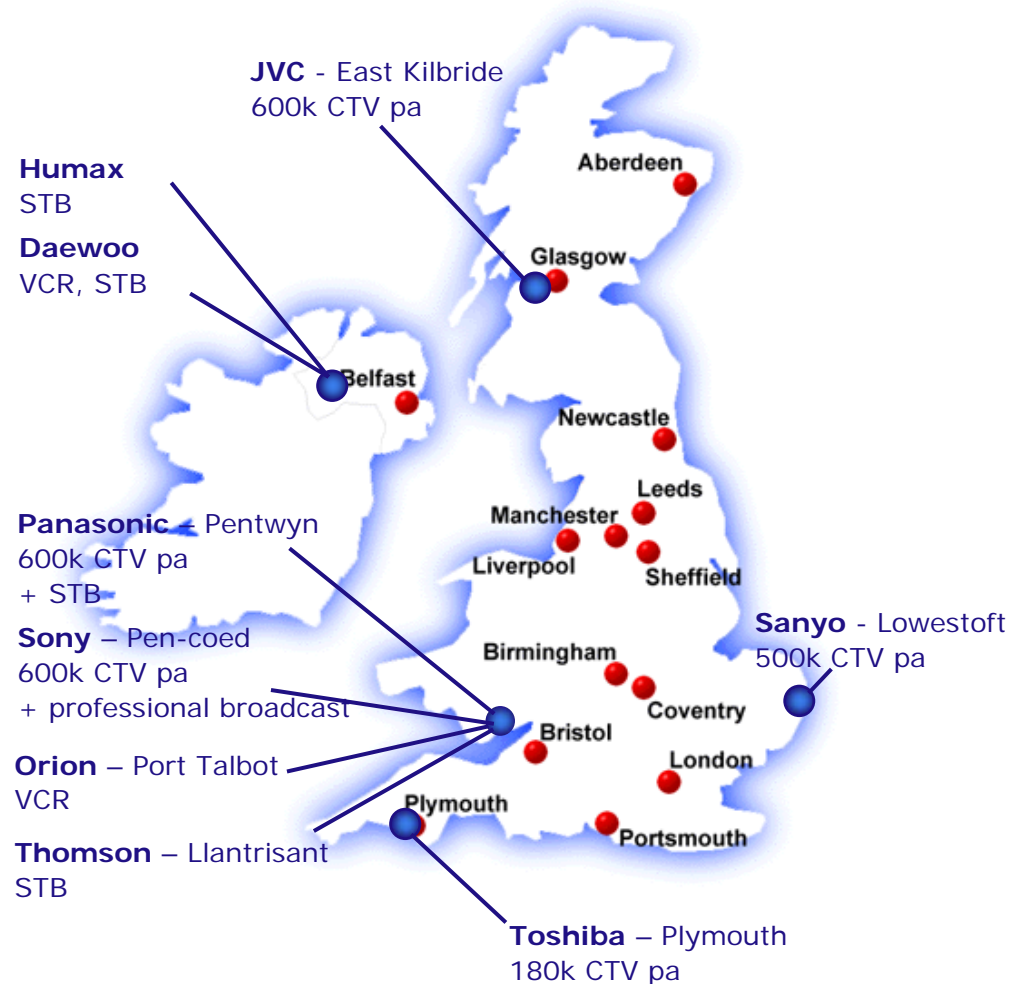 JVC - East Kilbride
600k CTV pa
Aberdeen
Humax
STB
Daewoo
VCR, STB
Glasgow
Belfast
Newcastle
Leeds
Manchester
Liverpool
Sheffield
Panasonic – Pentwyn
600k CTV pa
+ STB
Sony – Pen-coed
600k CTV pa
+ professional broadcast
Sanyo - Lowestoft
500k CTV pa
Birmingham
Coventry
Bristol
London
Orion – Port Talbot
VCR
Plymouth
Portsmouth
Thomson – Llantrisant
STB
Toshiba – Plymouth
180k CTV pa